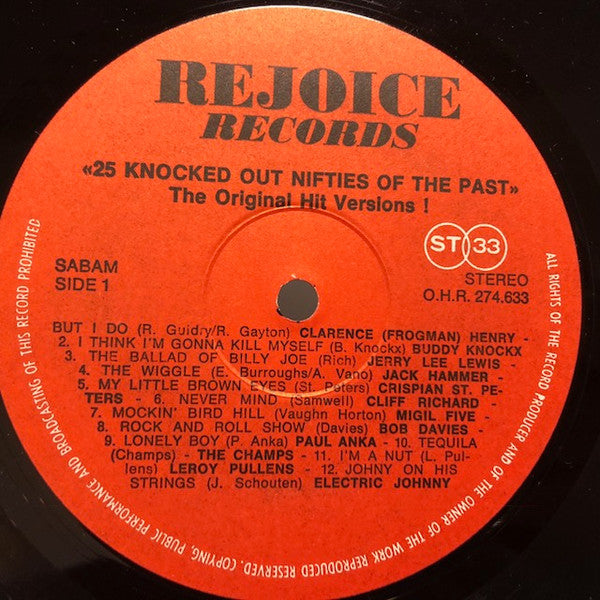 REJOICE
RECORDS
«25 KNOCKED OUT NIFTIES OF THE PAST»
The Original Hit Versions !
ST 33
SABAM
SIDE 1
STEREO
O.H.R. 274.633
BUT I DO (R. Guidry/R. Gayton) CLARENCE (FROGMAN) HENRY -
2. I THINK I'M GONNA KILL MYSELF (B. Knockx) BUDDY KNOCKX
3. THE BALLAD OF BILLY JOE (Rich) JERRY LEE LEWIS -
4. THE WIGGLE (E. Burroughs/A. Vano) JACK HAMMER -
5. MY LITTLE BROWN EYES (St. Peters) CRISPIAN ST. PE-
TERS - 6. NEVER MIND (Samwell) CLIFF RICHARD -
7. MOCKIN' BIRD HILL (Vaughn Horton) MIGIL FIVE -
8. ROCK AND ROLL SHOW (Davies) BOB DAVIES -
9. LONELY BOY (P. Anka) PAUL ANKA - 10. TEQUILA
(Champs) - THE CHAMPS - 11. I'M A NUT (L. Pul-
lens) LEROY PULLENS - 12. JOHNY ON HIS
STRINGS (J. Schouten) ELECTRIC JOHNNY
ALL RIGHTS OF THE RECORD PRODUCER AND OF THE OWNER OF THE WORK REPRODUCED RESERVED. COPYING, PUBLIC PERFORMANCE AND BROADCASTING OF THIS RECORD PROHIBITED